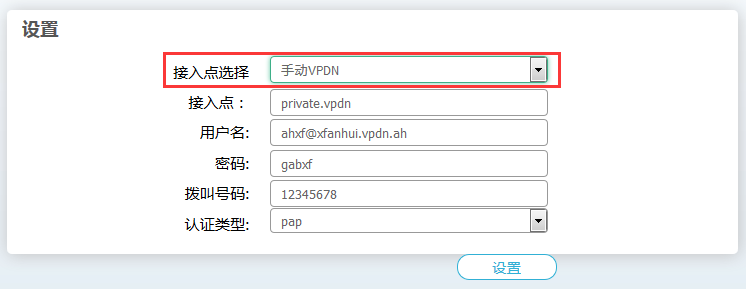 设置
接入点选择 手动VPDN
接入点： private.vpdn
用户名: ahxf@xfanhui.vpdn.ah
密码: gabxf
拨叫号码: 12345678
认证类型: pap
设置